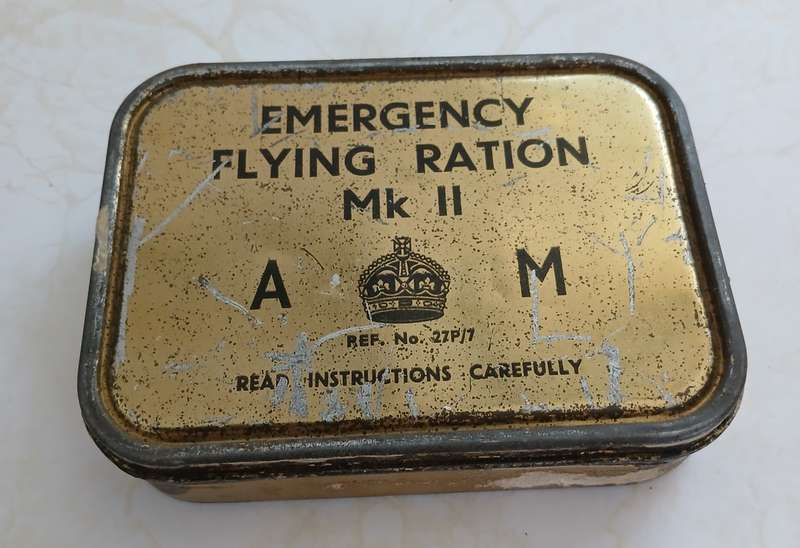 EMERGENCY
FLYING RATION
Mk II
A M
REF. No. 27P/7
READ INSTRUCTIONS CAREFULLY